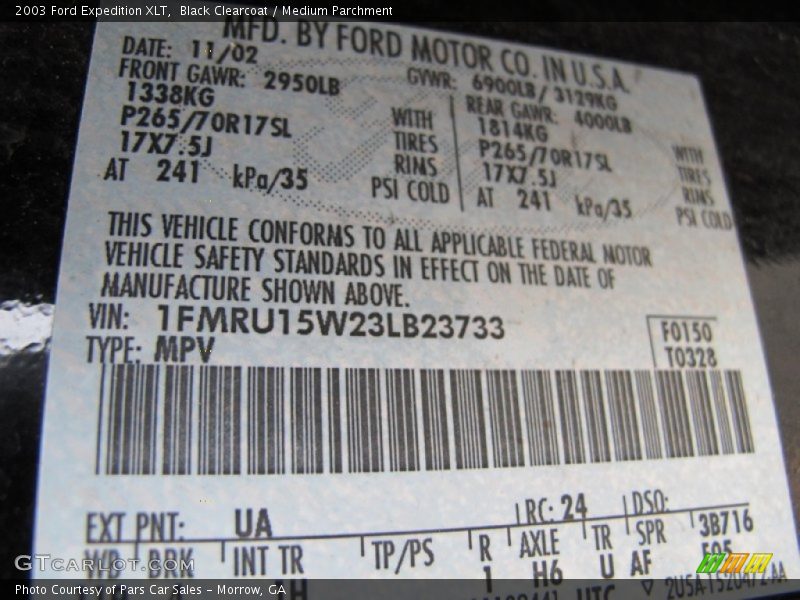 2003 Ford Expedition XLT,  Black Clearcoat / Medium Parchment
MFD. BY FORD MOTOR CO. IN U.S.A.
DATE: 11/02
GVWR: 6900LB / 3129KG
FRONT GAWR: 2950LB
1338KG
P265/70R17SL
17X7.5J
AT 241 kPa/35
WITH
TIRES
RINS
PSI COLD
REAR GAWR: 4000LB
1814KG
P265/70R17SL
17X7.5J
AT 241 kPa/35
WITH
TIRES
RINS
PSI COLD
THIS VEHICLE CONFORMS TO ALL APPLICABLE FEDERAL MOTOR
VEHICLE SAFETY STANDARDS IN EFFECT ON THE DATE OF
MANUFACTURE SHOWN ABOVE.
VIN: 1FMRU15W23LB23733
TYPE: MPV
F0150
T0328
EXT PNT: UA
RC: 24
DSO:
WB BRK INT TR TP/PS R AXLE TR SPR 3B716
1 H6 U AF
UTC
GTcarlot.com
Photo Courtesy of Pars Car Sales – Morrow, GA